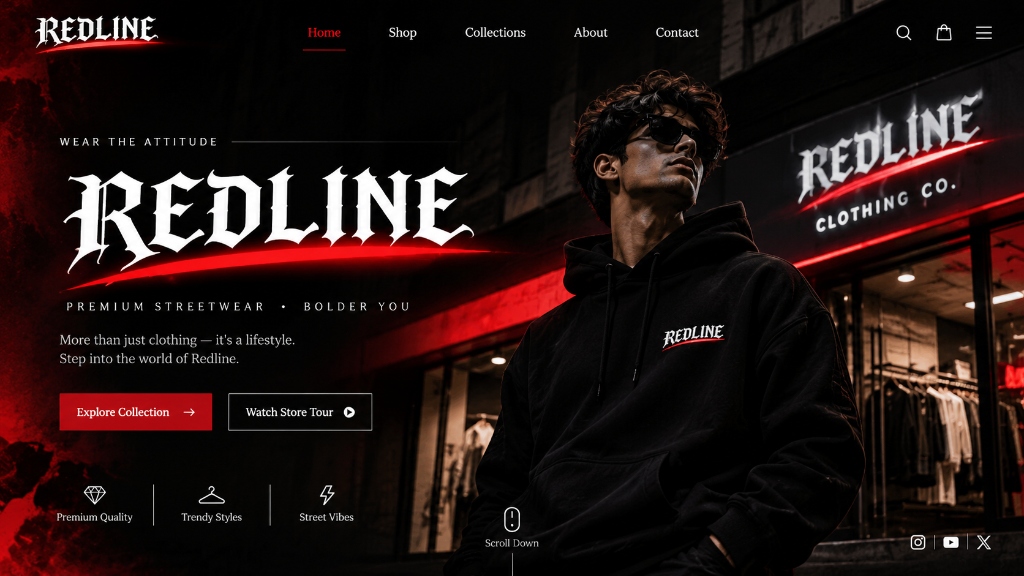 REDLINE
Home
Shop
Collections
About
Contact
WEAR THE ATTITUDE
REDLINE
PREMIUM STREETWEAR • BOLDER YOU
More than just clothing — it's a lifestyle.
Step into the world of Redline.
Explore Collection →
Watch Store Tour
Premium Quality
Trendy Styles
Street Vibes
Scroll Down
REDLINE
CLOTHING CO.
REDLINE